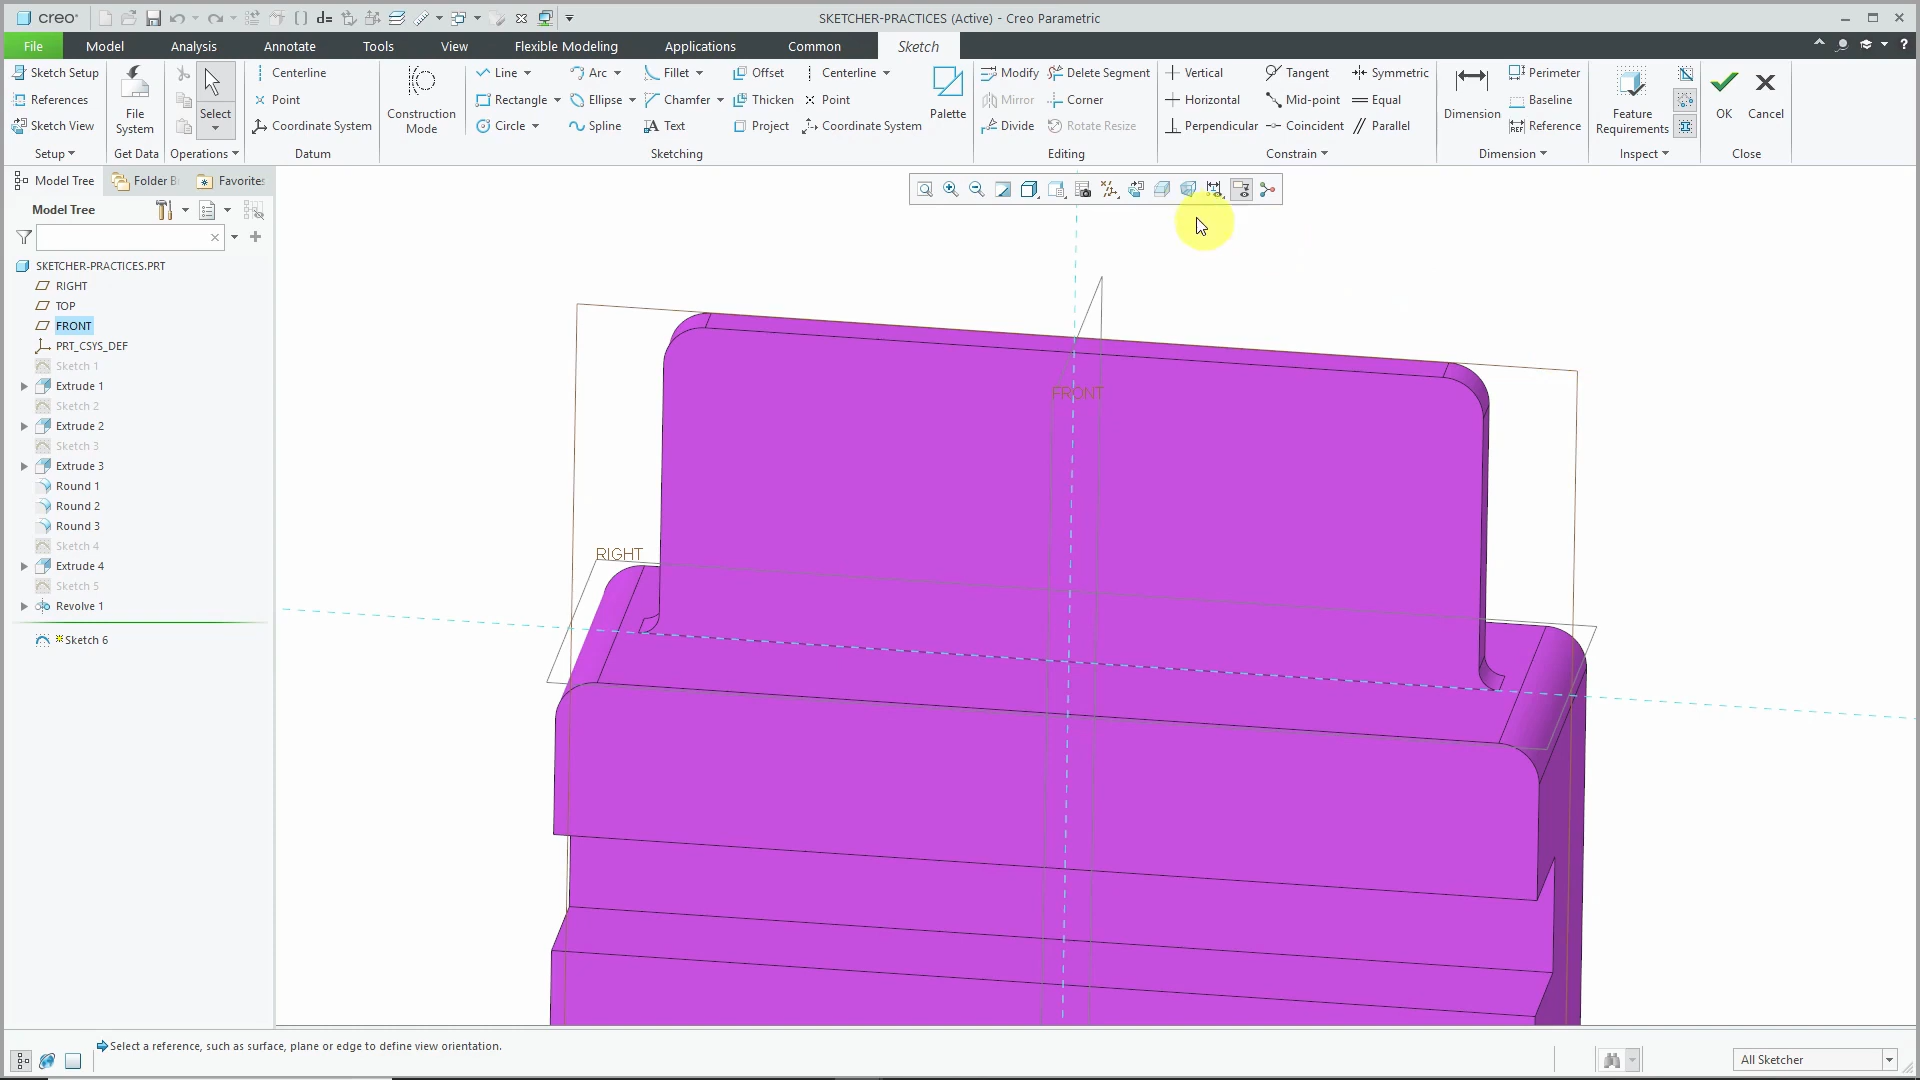 creo
SKETCHER-PRACTICES (Active) - Creo Parametric
File Model Analysis Annotate Tools View Flexible Modeling Applications Common Sketch
Sketch Setup
References
Sketch View
Setup
File
System
Get Data
Select
Operations
Centerline
Point
Coordinate System
Datum
Construction
Mode
Line Arc Fillet Offset Centerline
Rectangle Ellipse Chamfer Thicken Point
Circle Spline Text Project Coordinate System
Palette
Sketching
Modify Delete Segment
Mirror Corner
Divide Rotate Resize
Editing
Vertical Tangent Symmetric
Horizontal Mid-point Equal
Perpendicular Coincident Parallel
Constrain
Dimension
Perimeter
Baseline
Reference
Dimension
Feature
Requirements
Inspect
OK
Cancel
Close
Model Tree Folder B Favorites
Model Tree
SKETCHER-PRACTICES.PRT
RIGHT
TOP
FRONT
PRT_CSYS_DEF
Sketch 1
Extrude 1
Sketch 2
Extrude 2
Sketch 3
Extrude 3
Round 1
Round 2
Round 3
Sketch 4
Extrude 4
Sketch 5
Revolve 1
Sketch 6
FRONT
RIGHT
Select a reference, such as surface, plane or edge to define view orientation.
All Sketcher